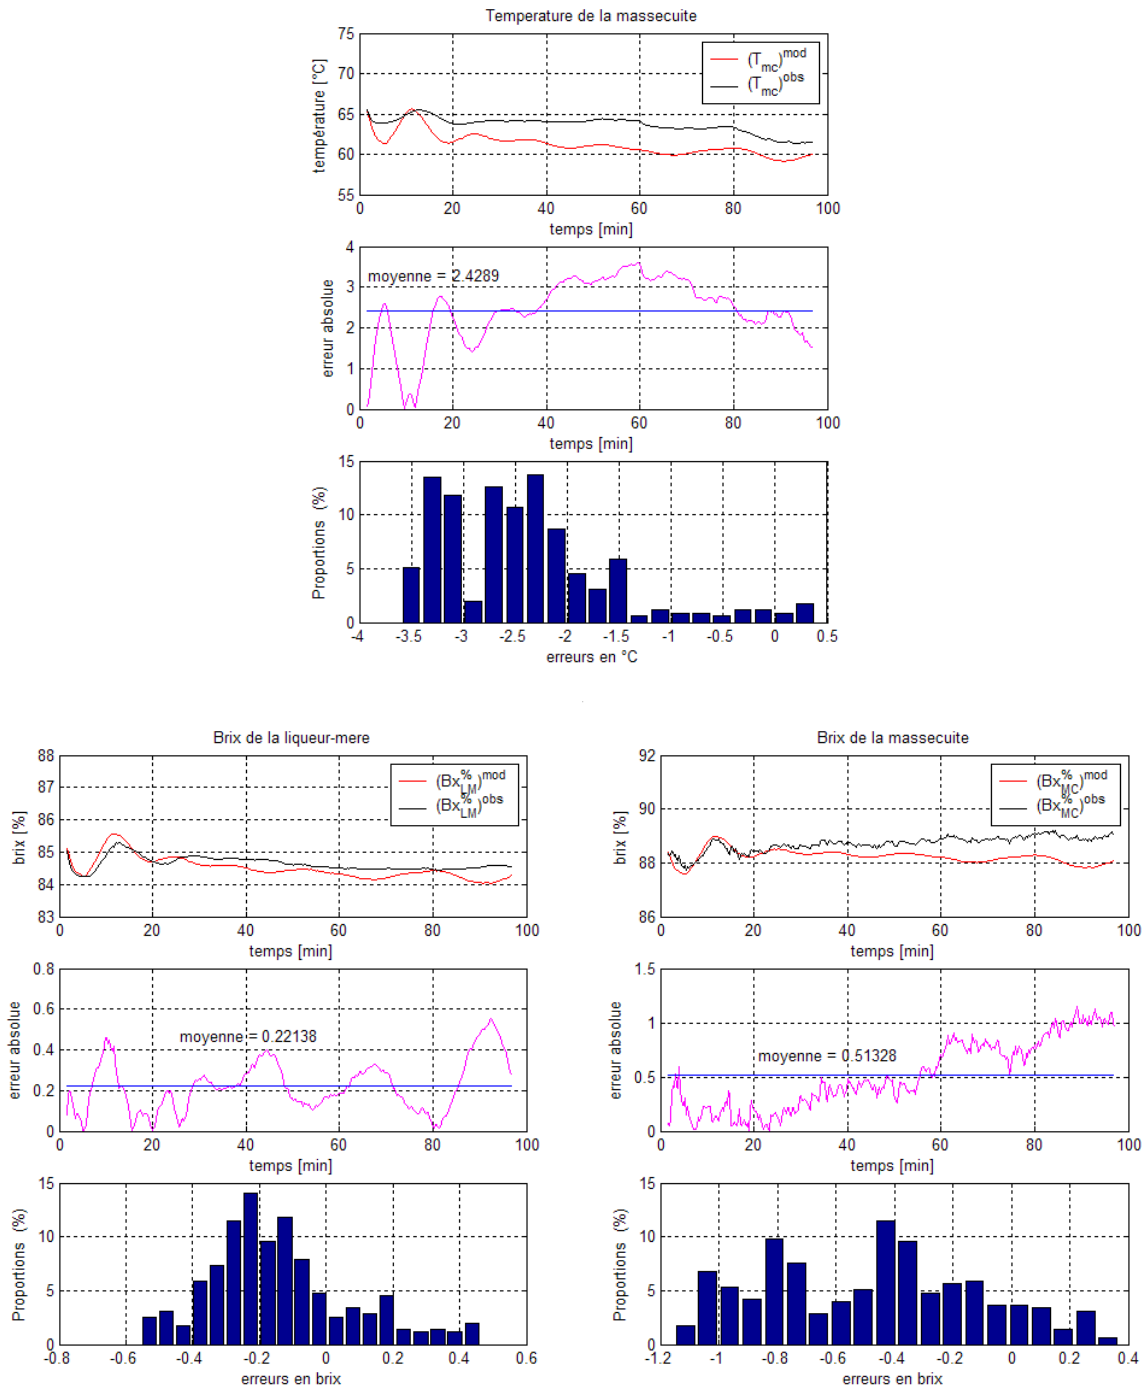 Temperature de la massecuite
75
70
65
60
55
température [°C]
(T_mc)^mod
(T_mc)^obs
0 20 40 60 80 100
temps [min]
4
3
2
1
0
erreur absolue
moyenne = 2.4289
0 20 40 60 80 100
temps [min]
15
10
5
0
Proportions (%)
-4 -3.5 -3 -2.5 -2 -1.5 -1 -0.5 0 0.5
erreurs en °C
Brix de la liqueur-mere
88
87
86
85
84
83
brix [%]
(Bx_LM^%)^mod
(Bx_LM^%)^obs
0 20 40 60 80 100
temps [min]
0.8
0.6
0.4
0.2
0
erreur absolue
moyenne = 0.22138
0 20 40 60 80 100
temps [min]
15
10
5
0
Proportions (%)
-0.8 -0.6 -0.4 -0.2 0 0.2 0.4 0.6
erreurs en brix
Brix de la massecuite
92
90
88
86
brix [%]
(Bx_MC^%)^mod
(Bx_MC^%)^obs
0 20 40 60 80 100
temps [min]
1.5
1
0.5
0
erreur absolue
moyenne = 0.51328
0 20 40 60 80 100
temps [min]
15
10
5
0
Proportions (%)
-1.2 -1 -0.8 -0.6 -0.4 -0.2 0 0.2 0.4
erreurs en brix